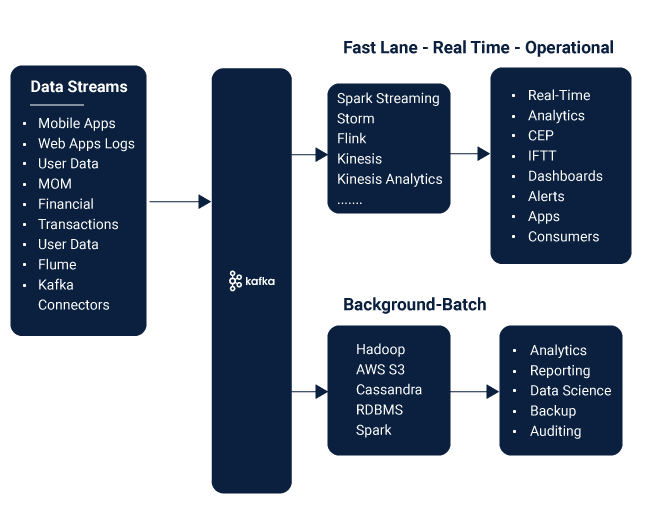 Fast Lane - Real Time - Operational
Data Streams
Mobile Apps
Web Apps Logs
User Data
MOM
Financial
Transactions
User Data
Flume
Kafka
Connectors
kafka
Spark Streaming
Storm
Flink
Kinesis
Kinesis Analytics
.......
Real-Time
Analytics
CEP
IFTT
Dashboards
Alerts
Apps
Consumers
Background-Batch
Hadoop
AWS S3
Cassandra
RDBMS
Spark
Analytics
Reporting
Data Science
Backup
Auditing